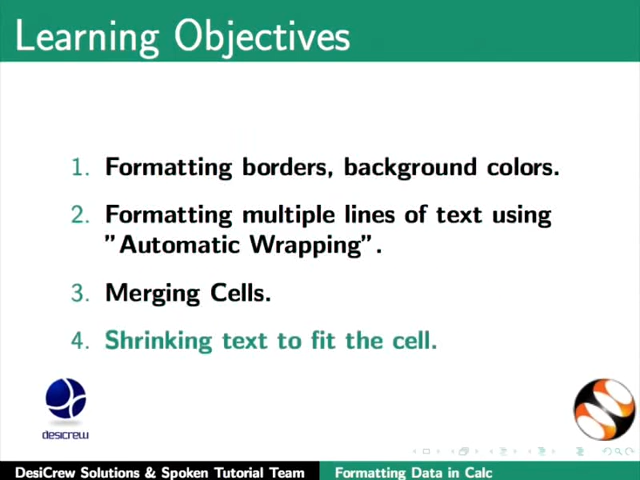 Learning Objectives
1. Formatting borders, background colors.
2. Formatting multiple lines of text using
"Automatic Wrapping".
3. Merging Cells.
4. Shrinking text to fit the cell.
desicrew
DesiCrew Solutions & Spoken Tutorial Team
Formatting Data in Calc